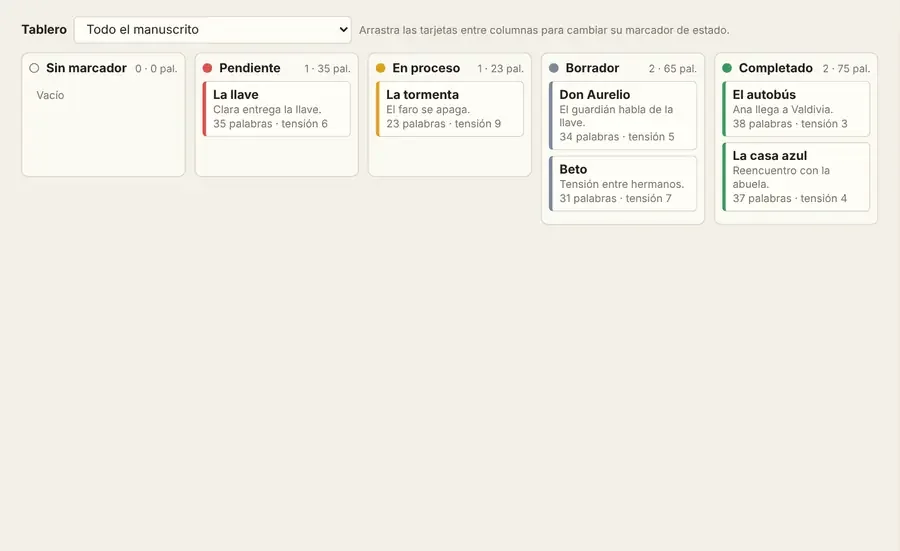 Tablero Todo el manuscrito Arrastra las tarjetas entre columnas para cambiar su marcador de estado.
Sin marcador 0 · 0 pal.
Vacío
Pendiente 1 · 35 pal.
La llave
Clara entrega la llave.
35 palabras · tensión 6
En proceso 1 · 23 pal.
La tormenta
El faro se apaga.
23 palabras · tensión 9
Borrador 2 · 65 pal.
Don Aurelio
El guardián habla de la
llave.
34 palabras · tensión 5
Beto
Tensión entre hermanos.
31 palabras · tensión 7
Completado 2 · 75 pal.
El autobús
Ana llega a Valdivia.
38 palabras · tensión 3
La casa azul
Reencuentro con la
abuela.
37 palabras · tensión 4